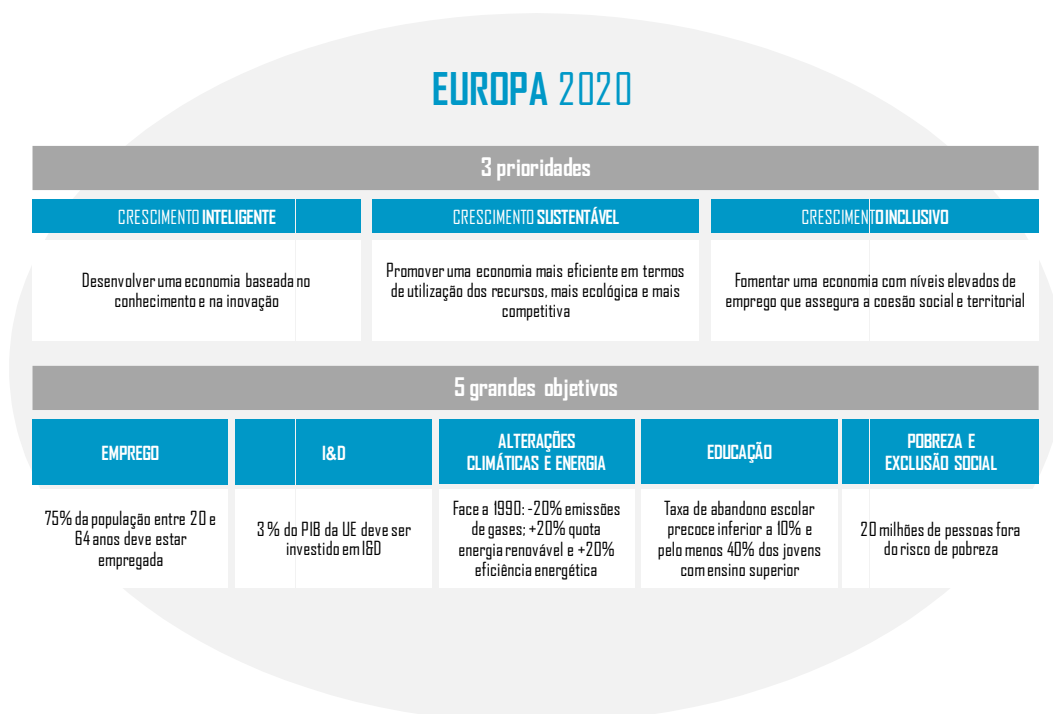 EUROPA 2020
3 prioridades
CRESCIMENTO INTELIGENTE
CRESCIMENTO SUSTENTÁVEL
CRESCIMENTO INCLUSIVO
Desenvolver uma economia baseada no
conhecimento e na inovação
Promover uma economia mais eficiente em termos
de utilização dos recursos, mais ecológica e mais
competitiva
Fomentar uma economia com níveis elevados de
emprego que assegura a coesão social e territorial
5 grandes objetivos
EMPREGO
I&D
ALTERAÇÕES
CLIMÁTICAS E ENERGIA
EDUCAÇÃO
POBREZA E
EXCLUSÃO SOCIAL
75% da população entre 20 e
64 anos deve estar
empregada
3 % do PIB da UE deve ser
investido em I&D
Face a 1990: -20% emissões
de gases; +20% quota
energia renovável e +20%
eficiência energética
Taxa de abandono escolar
precoce inferior a 10% e
pelo menos 40% dos jovens
com ensino superior
20 milhões de pessoas fora
do risco de pobreza